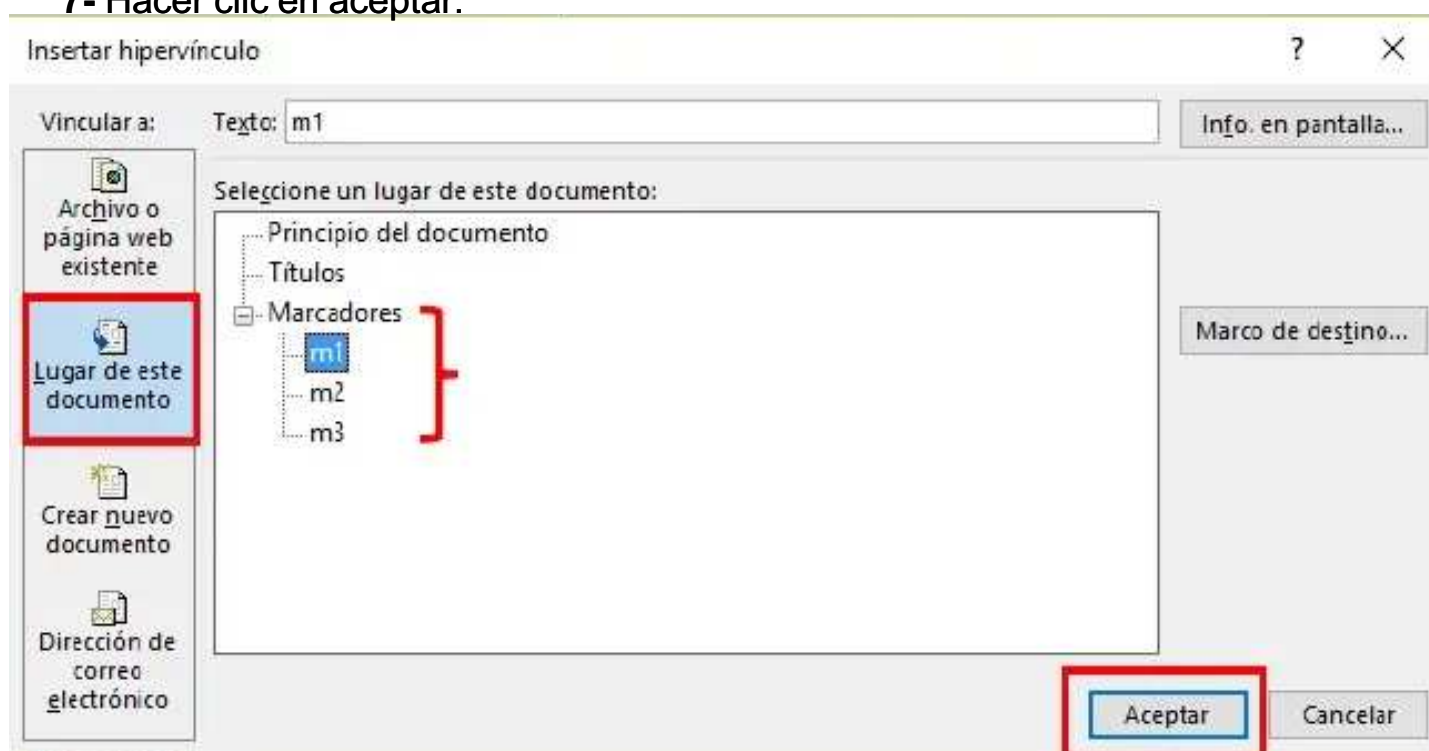 7- Hacer clic en aceptar.
Insertar hipervínculo
? ×
Vincular a:
Texto: m1
Info. en pantalla...
Archivo o
página web
existente
Lugar de este
documento
Crear nuevo
documento
Dirección de
correo
electrónico
Seleccione un lugar de este documento:
Principio del documento
Títulos
Marcadores
m1
m2
m3
Marco de destino...
Aceptar
Cancelar